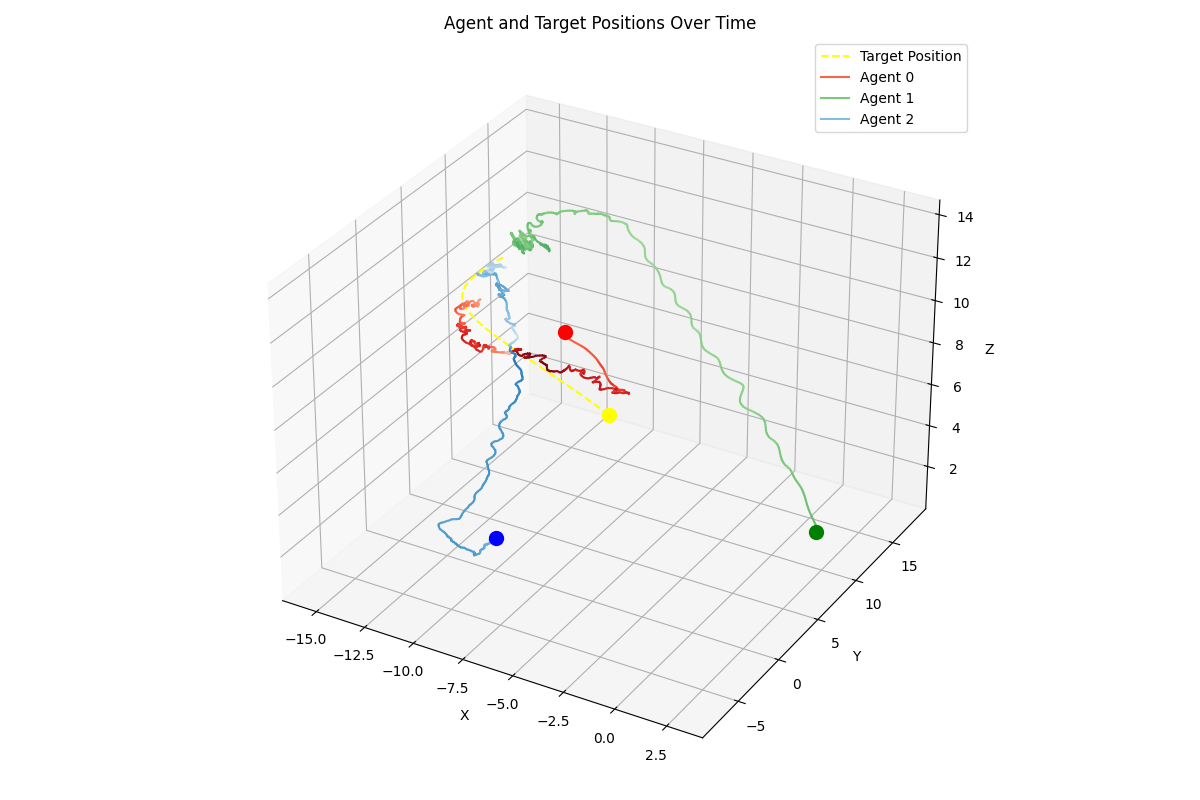 Agent and Target Positions Over Time
Target Position
Agent 0
Agent 1
Agent 2
14
12
10
8
6
4
2
Z
15
10
5
0
−5
Y
−15.0
−12.5
−10.0
−7.5
−5.0
−2.5
0.0
2.5
X